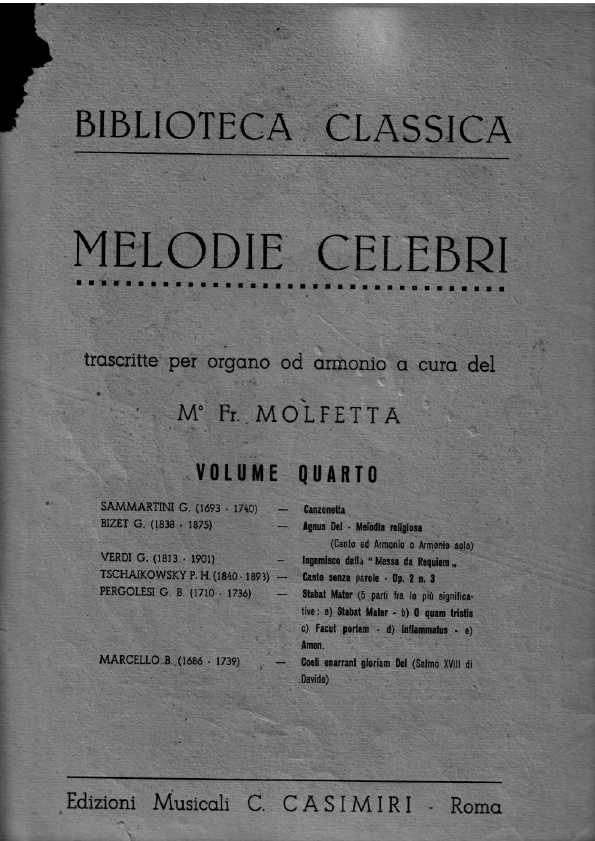 BIBLIOTECA CLASSICA
MELODIE CELEBRI
trascritte per organo od armonio a cura del
M° Fr. MOLFETTA
VOLUME QUARTO
SAMMARTINI G. (1693 - 1740) — Canzonetta
BIZET G. (1838 - 1875) — Agnus Dei - Melodia religiosa
(Canto ed Armonio o Armonio solo)
VERDI G. (1813 - 1901) — Ingemisco dalla " Messa da Requiem „
TSCHAIKOWSKY P. H. (1840 - 1893) — Canto senza parole - Op. 2 n. 3
PERGOLESI G. B. (1710 - 1736) — Stabat Mater (5 parti fra le più significa-
tive: a) Stabat Mater - b) O quam tristis
c) Facut portem - d) Inflammatus - e)
Amen.
MARCELLO B. (1686 - 1739) — Coeli enarrant gloriam Dei (Salmo XVIII di
Davide)
Edizioni Musicali C. CASIMIRI - Roma